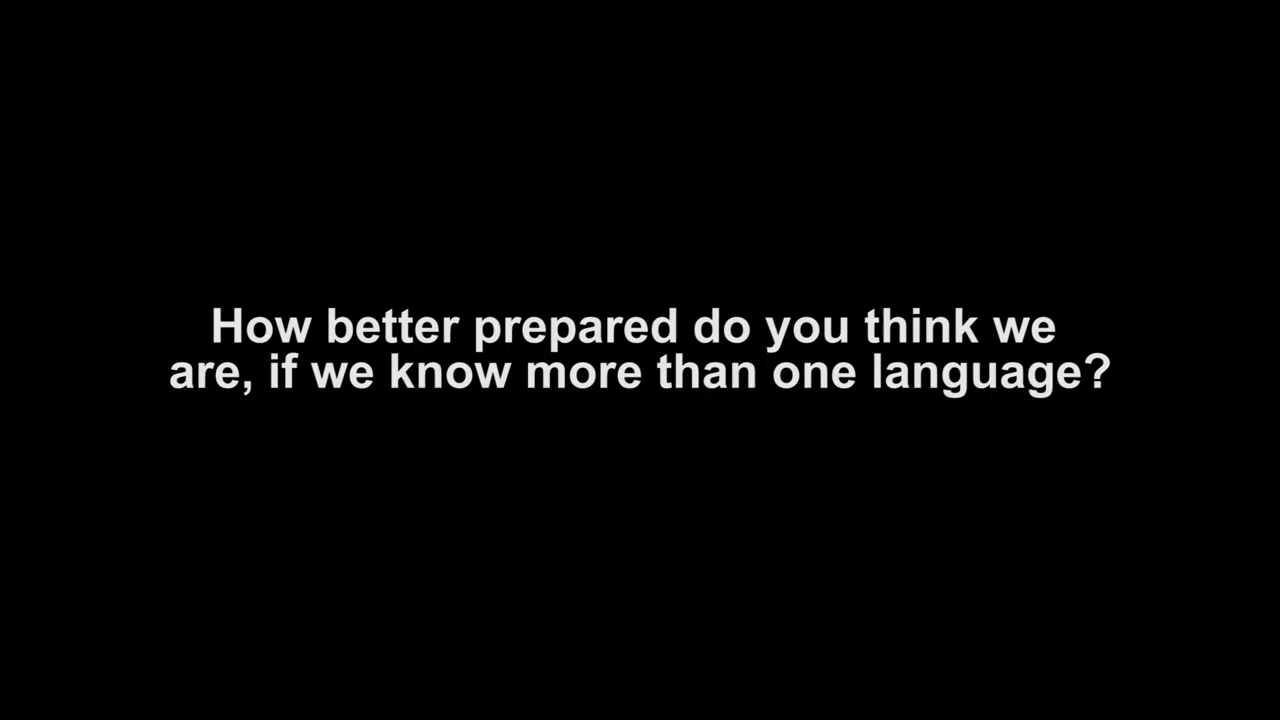 How better prepared do you think we
are, if we know more than one language?